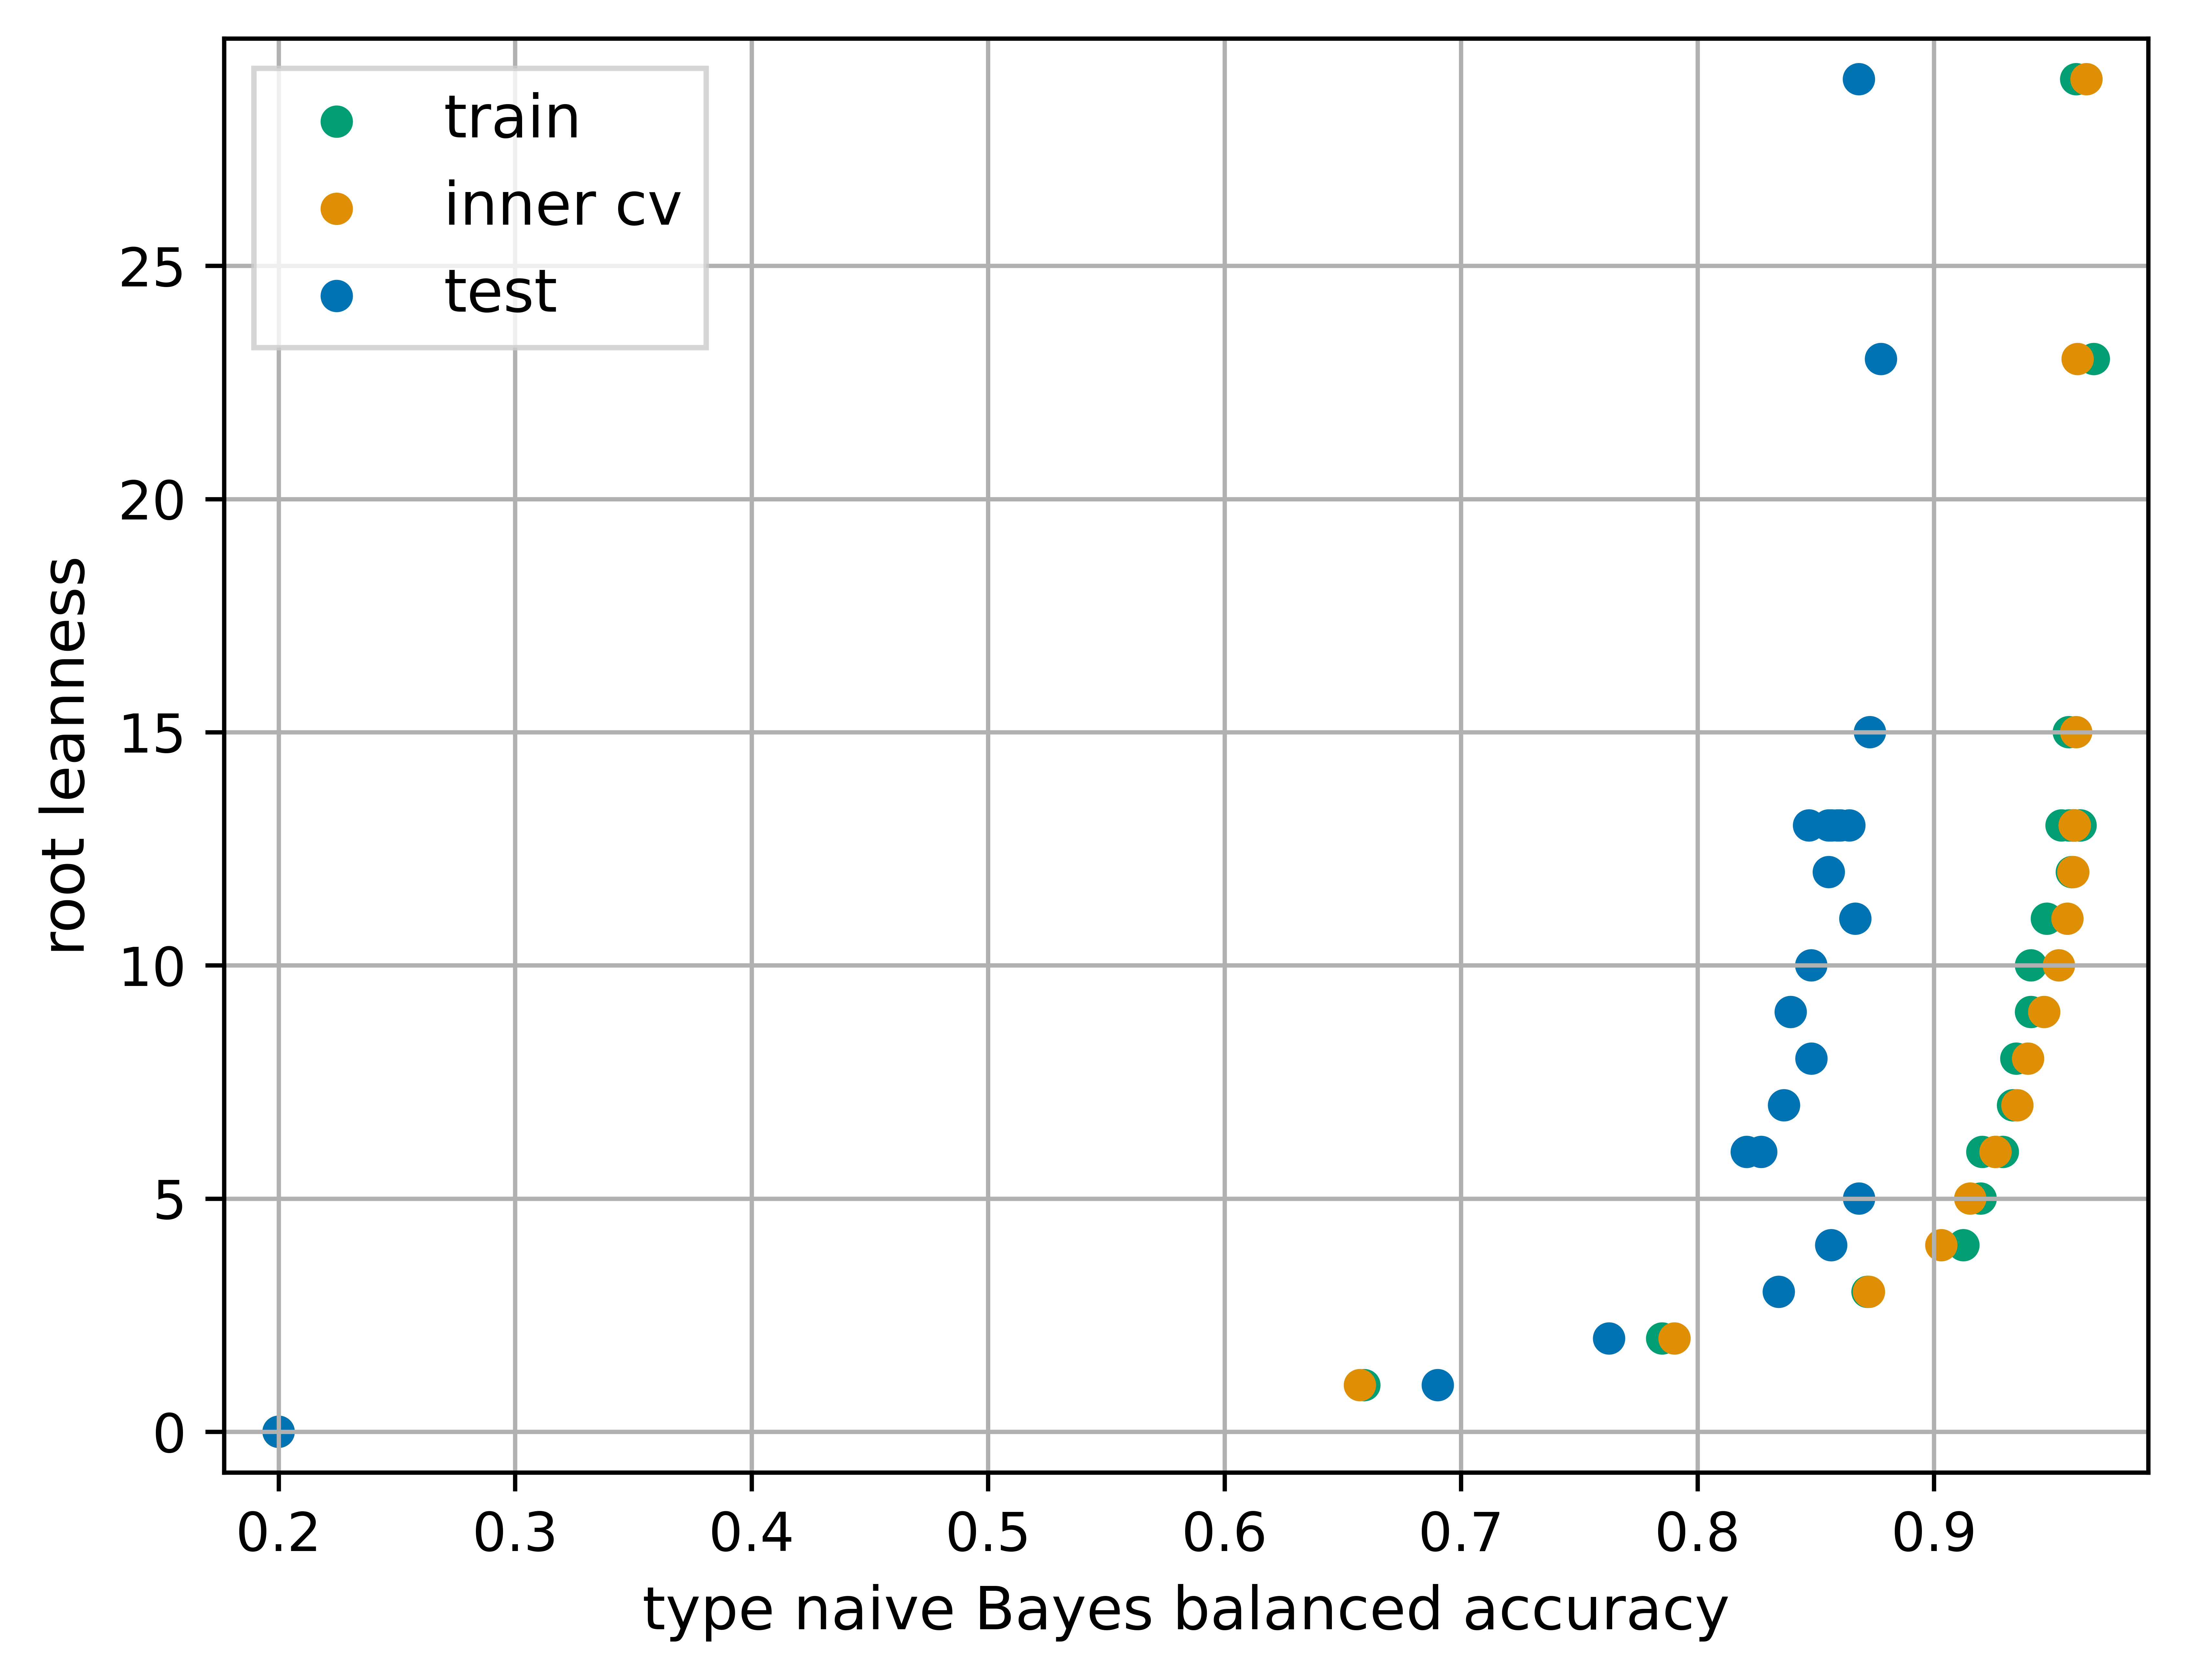 train
inner cv
test
25
20
15
10
5
0
root leanness
0.2 0.3 0.4 0.5 0.6 0.7 0.8 0.9
type naive Bayes balanced accuracy